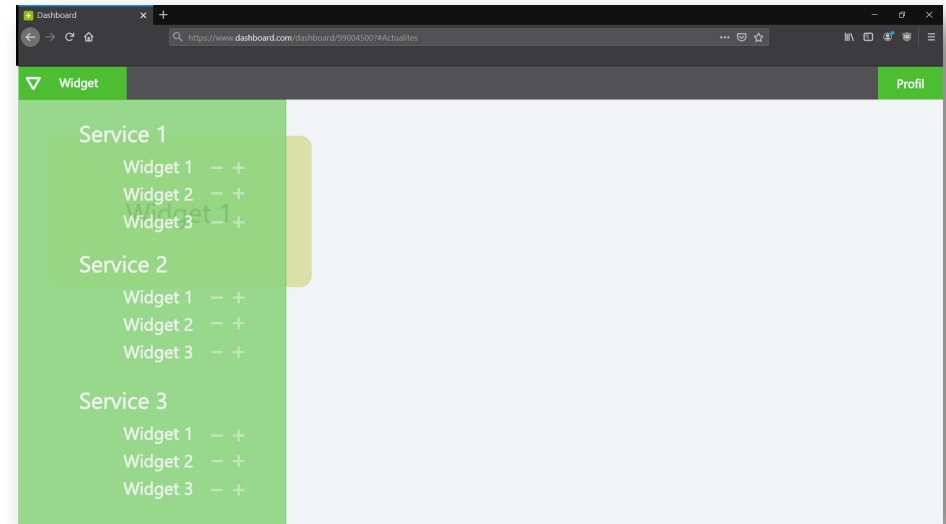 Dashboard
https://www.dashboard.com/dashboard/99004500?#Actualites
Widget
Profil
Service 1
Widget 1 − +
Widget 2 − +
Widget 1
Widget 3 − +
Service 2
Widget 1 − +
Widget 2 − +
Widget 3 − +
Service 3
Widget 1 − +
Widget 2 − +
Widget 3 − +